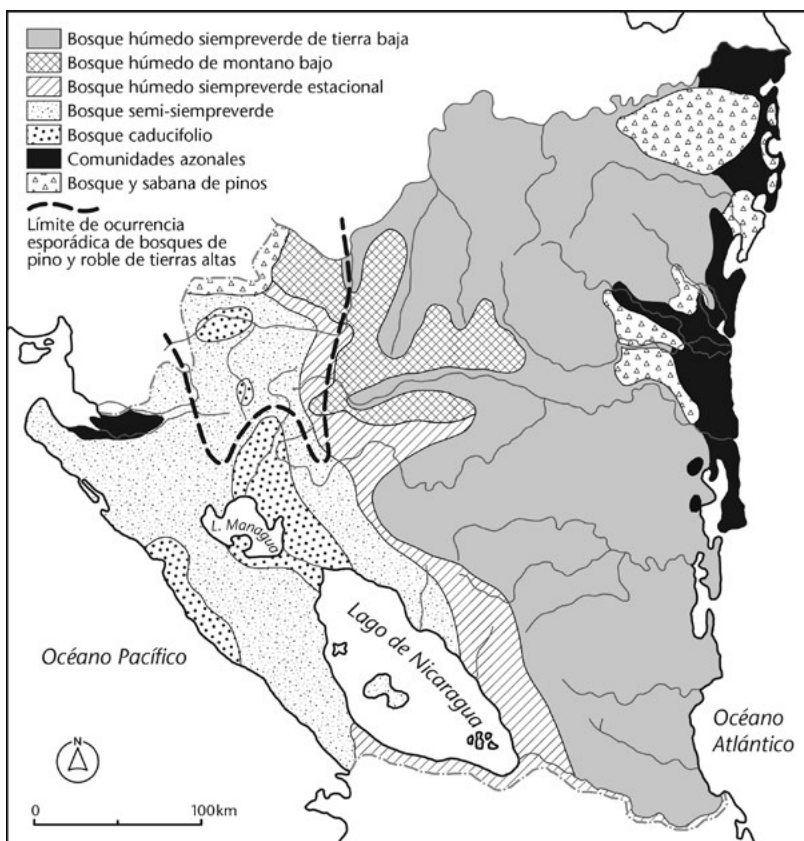 Bosque húmedo siempreverde de tierra baja
Bosque húmedo de montano bajo
Bosque húmedo siempreverde estacional
Bosque semi-siempreverde
Bosque caducifolio
Comunidades azonales
Bosque y sabana de pinos
Límite de ocurrencia
esporádica de bosques de
pino y roble de tierras altas
L. Managua
Lago de Nicaragua
Océano Pacífico
Océano
Atlántico
N
0 100km